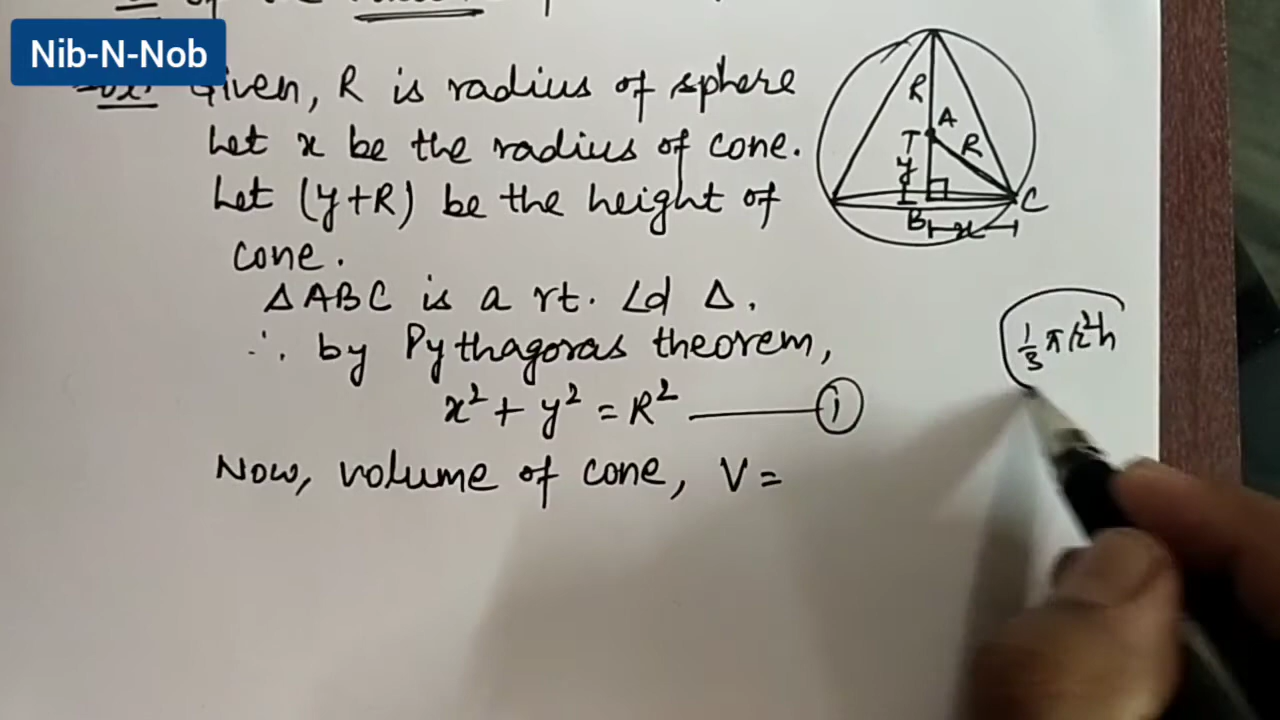 Nib-N-Nob
Given, R is radius of sphere
Let x be the radius of cone.
Let (y+R) be the height of
cone.
△ABC is a rt. ∠d △.
∴ by Pythagoras theorem,
x² + y² = R² ——— ①
Now, volume of cone, V =
R
A
R
y
B
x
C
1/3 πr²h